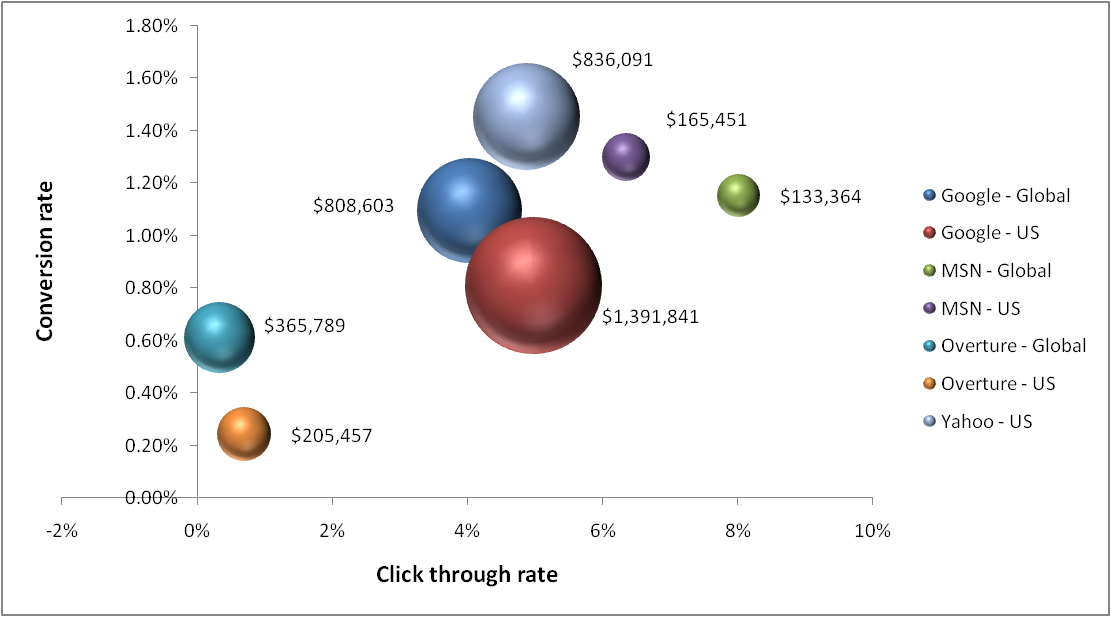 1.80%
1.60%
1.40%
1.20%
1.00%
0.80%
0.60%
0.40%
0.20%
0.00%
Conversion rate
$836,091
$165,451
$133,364
$808,603
$1,391,841
$365,789
$205,457
-2%
0%
2%
4%
6%
8%
10%
Click through rate
Google - Global
Google - US
MSN - Global
MSN - US
Overture - Global
Overture - US
Yahoo - US